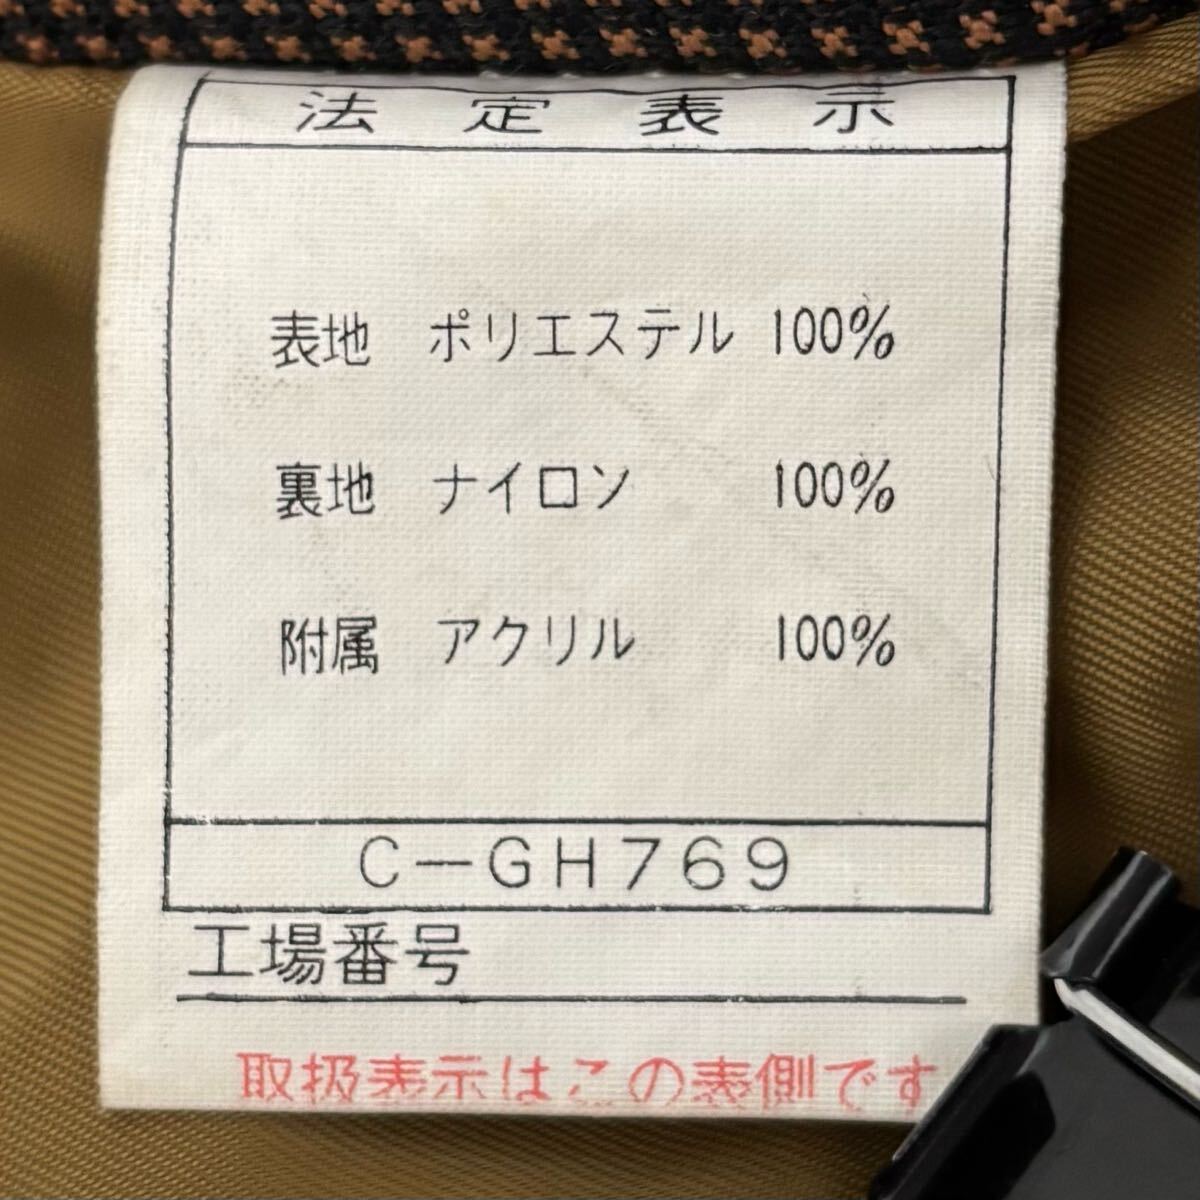 法定表示
表地 ポリエステル 100%
裏地 ナイロン 100%
附属 アクリル 100%
C-GH769
工場番号
取扱表示はこの表側です